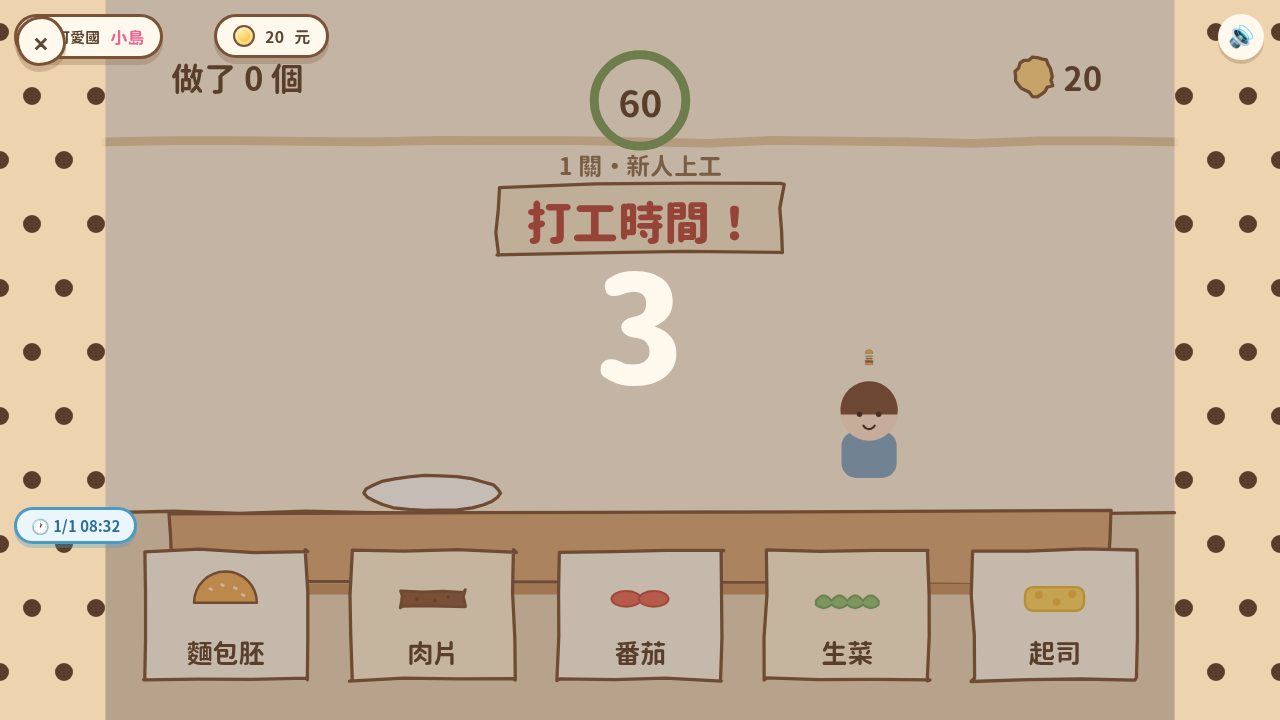 ×
愛國 小島
20 元
做了 0 個
60
20
1 關・新人上工
打工時間！
3
1/1 08:32
麵包胚
肉片
番茄
生菜
起司